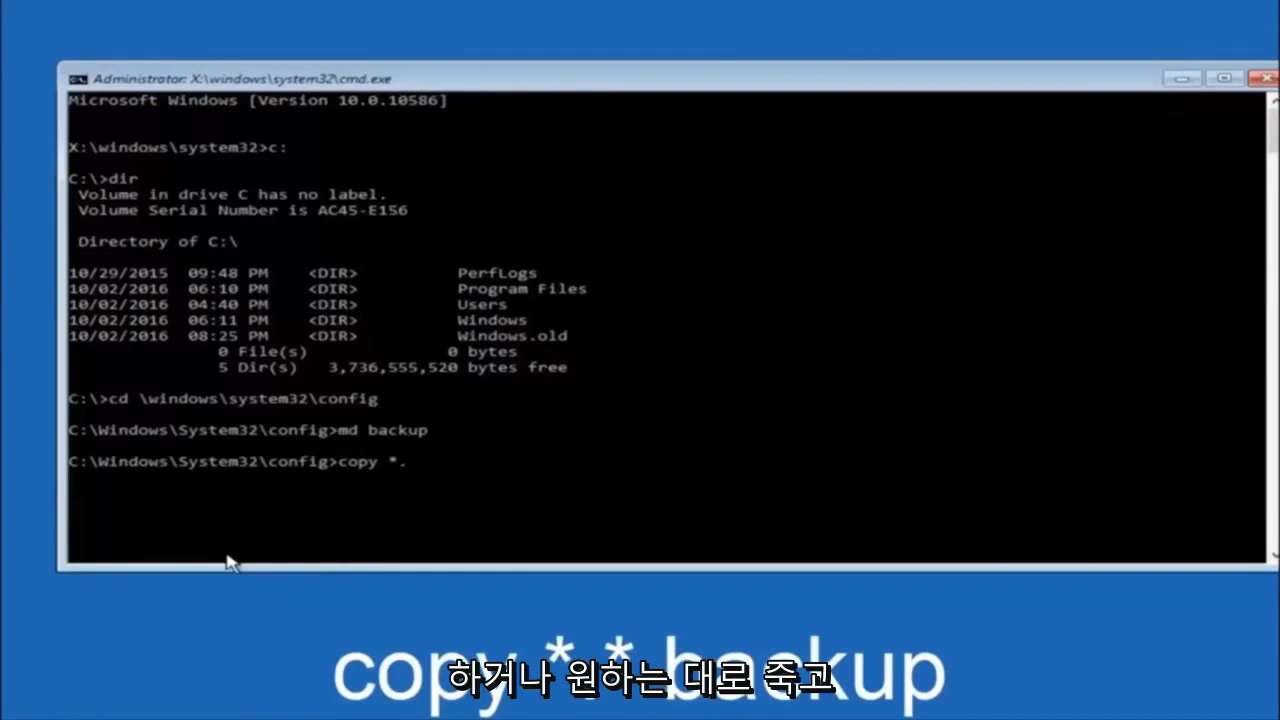 Administrator: X:\windows\system32\cmd.exe
Microsoft Windows [Version 10.0.10586]
X:\windows\system32>c:
C:\>dir
Volume in drive C has no label.
Volume Serial Number is AC45-E156
Directory of C:\
10/29/2015 09:48 PM <DIR> PerfLogs
10/02/2016 06:10 PM <DIR> Program Files
10/02/2016 04:40 PM <DIR> Users
10/02/2016 06:11 PM <DIR> Windows
10/02/2016 08:25 PM <DIR> Windows.old
0 File(s) 0 bytes
5 Dir(s) 3,736,555,520 bytes free
C:\>cd \windows\system32\config
C:\Windows\System32\config>md backup
C:\Windows\System32\config>copy *.
copy *.* backup
하거나 원하는 대로 죽고